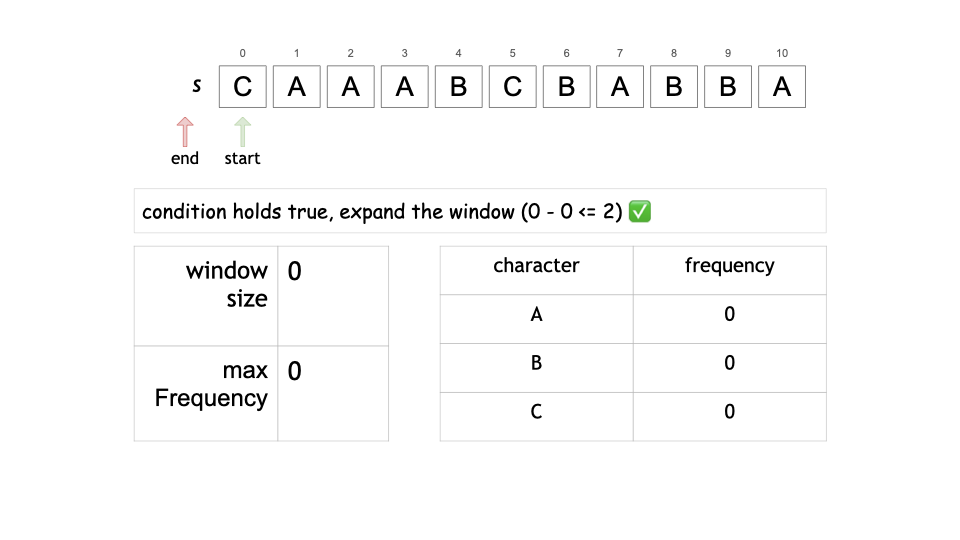 0 1 2 3 4 5 6 7 8 9 10
s C A A A B C B A B B A
end start
condition holds true, expand the window (0 - 0 <= 2) ✅
window size 0
max Frequency 0
character frequency
A 0
B 0
C 0